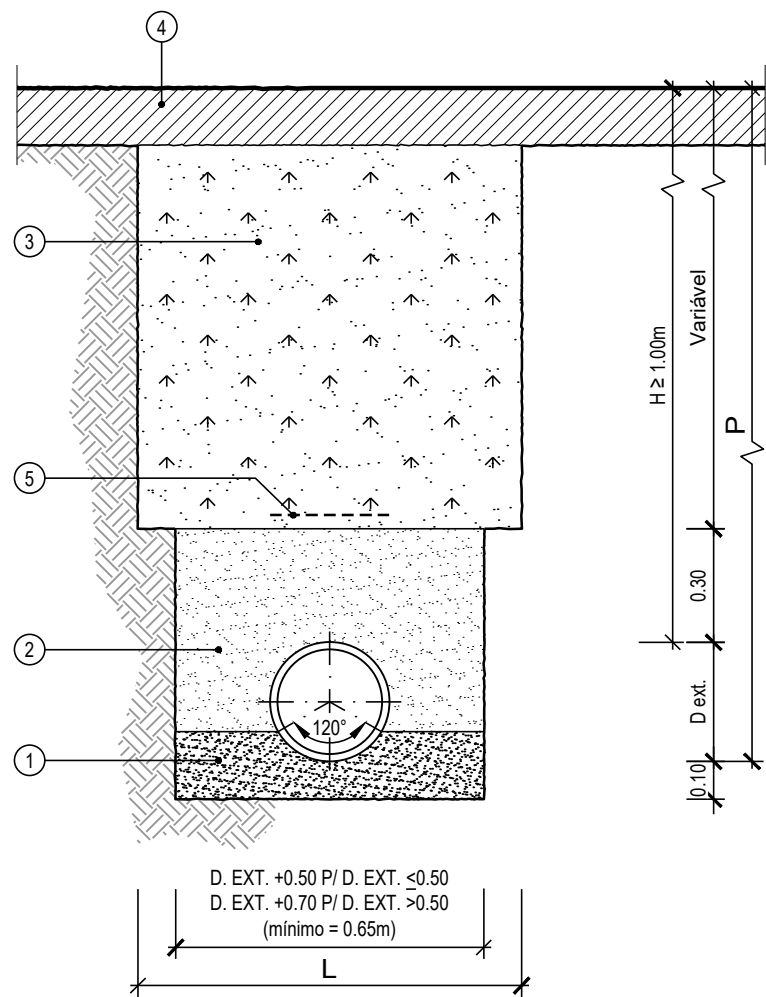 4
3
5
2
1
H ≥ 1.00m
Variável
P
0.30
D ext.
0.10
120°
D. EXT. +0.50 P/ D. EXT. ≤0.50
D. EXT. +0.70 P/ D. EXT. >0.50
(mínimo = 0.65m)
L